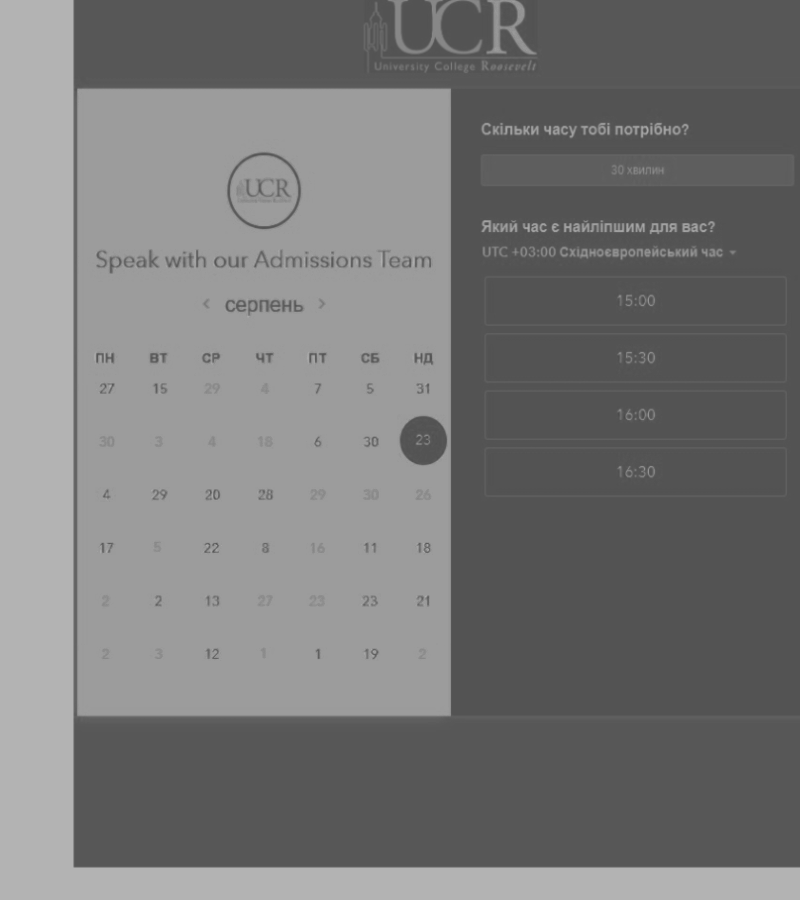 UCR
University College Roosevelt
UCR
Speak with our Admissions Team
< серпень >
ПН ВТ СР ЧТ ПТ СБ НД
27 15 29 4 7 5 31
30 3 4 18 6 30 23
4 29 20 28 29 30 26
17 5 22 8 16 11 18
2 2 13 27 23 23 21
2 3 12 1 1 19 2
Скільки часу тобі потрібно?
30 хвилин
Який час є найліпшим для вас?
UTC +03:00 Східноєвропейський час
15:00
15:30
16:00
16:30